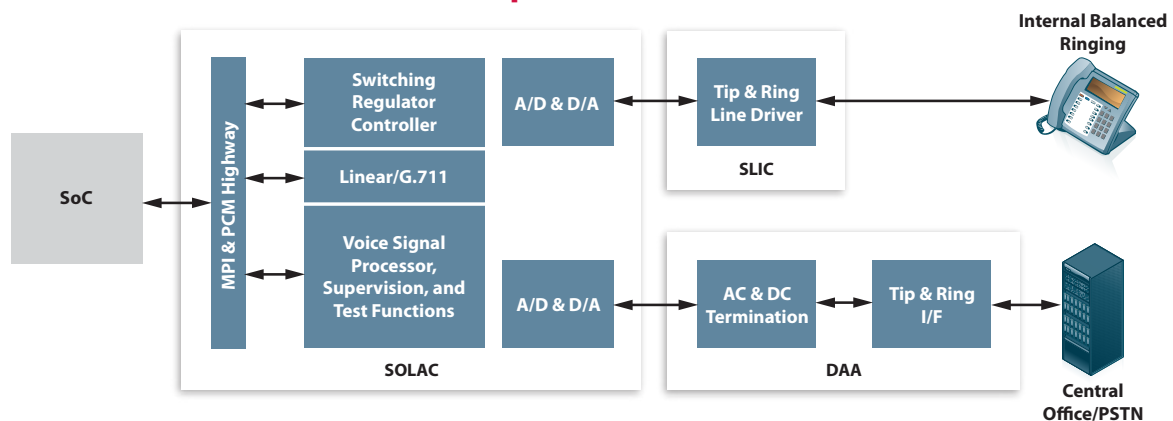 Internal Balanced
Ringing
SoC
MPI & PCM Highway
Switching
Regulator
Controller
Linear/G.711
Voice Signal
Processor,
Supervision, and
Test Functions
A/D & D/A
A/D & D/A
SOLAC
Tip & Ring
Line Driver
SLIC
AC & DC
Termination
Tip & Ring
I/F
DAA
Central
Office/PSTN